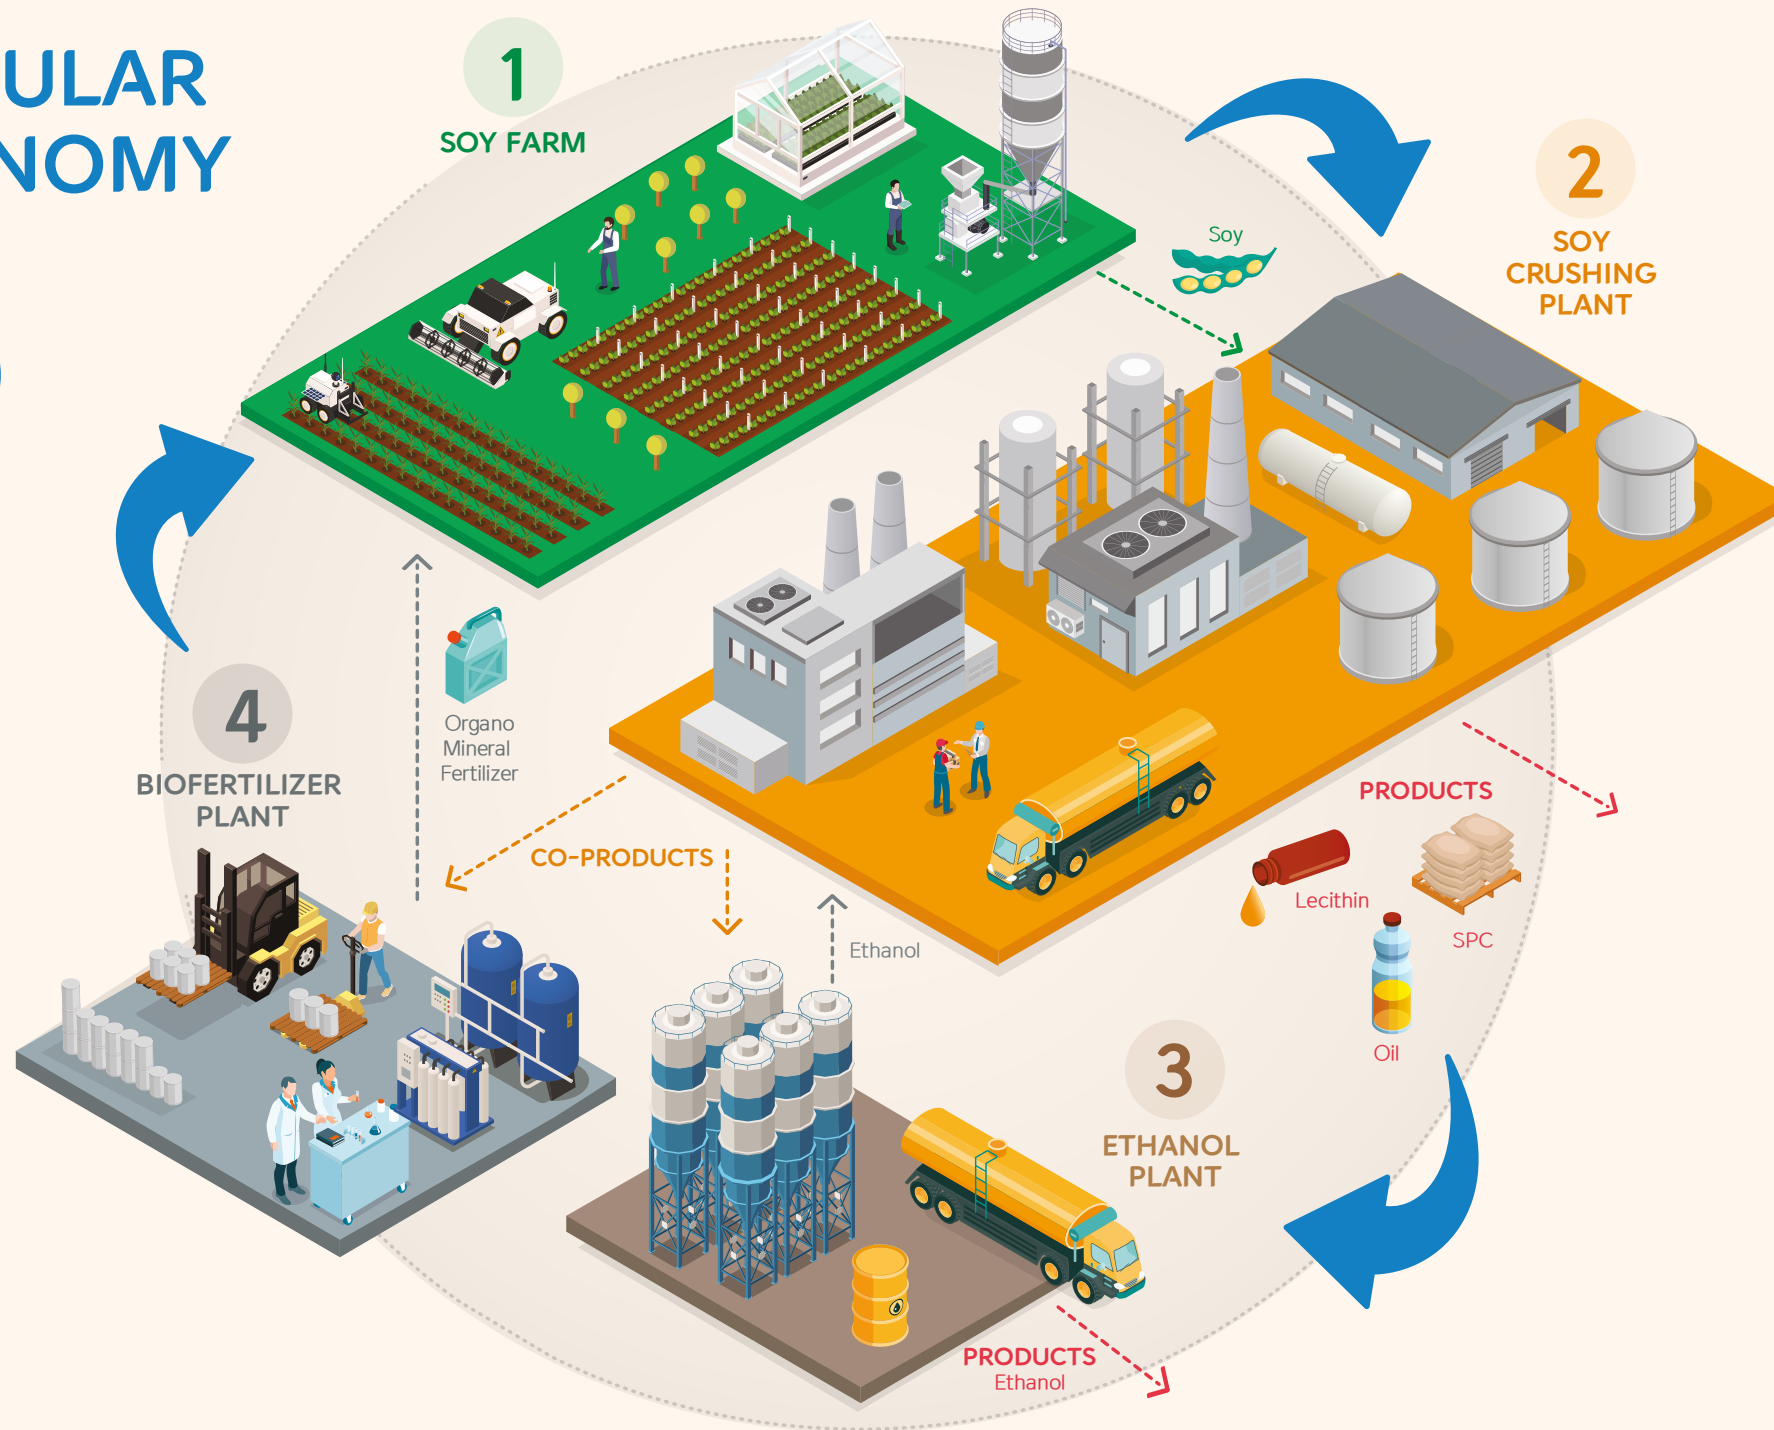 ULAR
NOMY
1
SOY FARM
2
SOY
CRUSHING
PLANT
Soy
4
BIOFERTILIZER
PLANT
Organo
Mineral
Fertilizer
CO-PRODUCTS
Ethanol
PRODUCTS
Lecithin
SPC
Oil
3
ETHANOL
PLANT
PRODUCTS
Ethanol